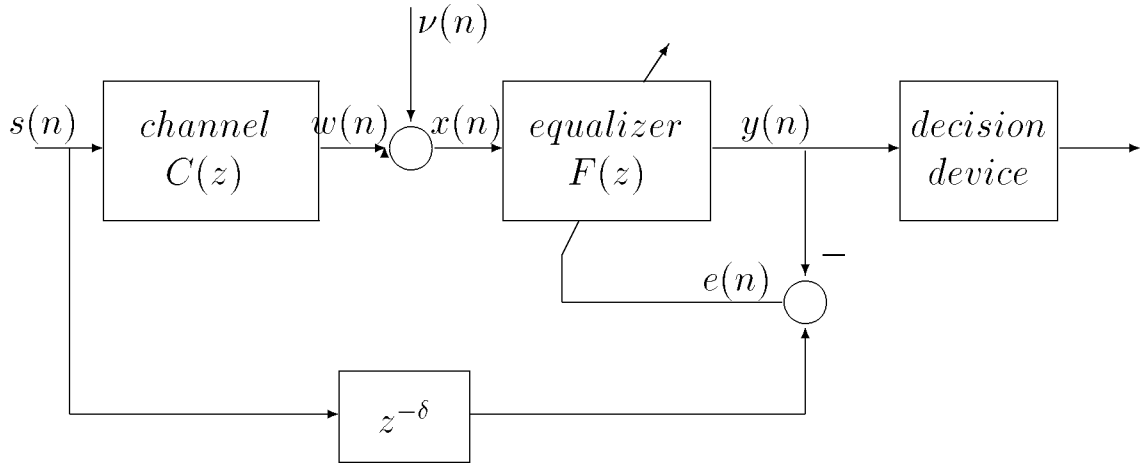 ν(n)
s(n)
channel
C(z)
w(n)
x(n)
equalizer
F(z)
y(n)
decision
device
−
e(n)
z^{-δ}